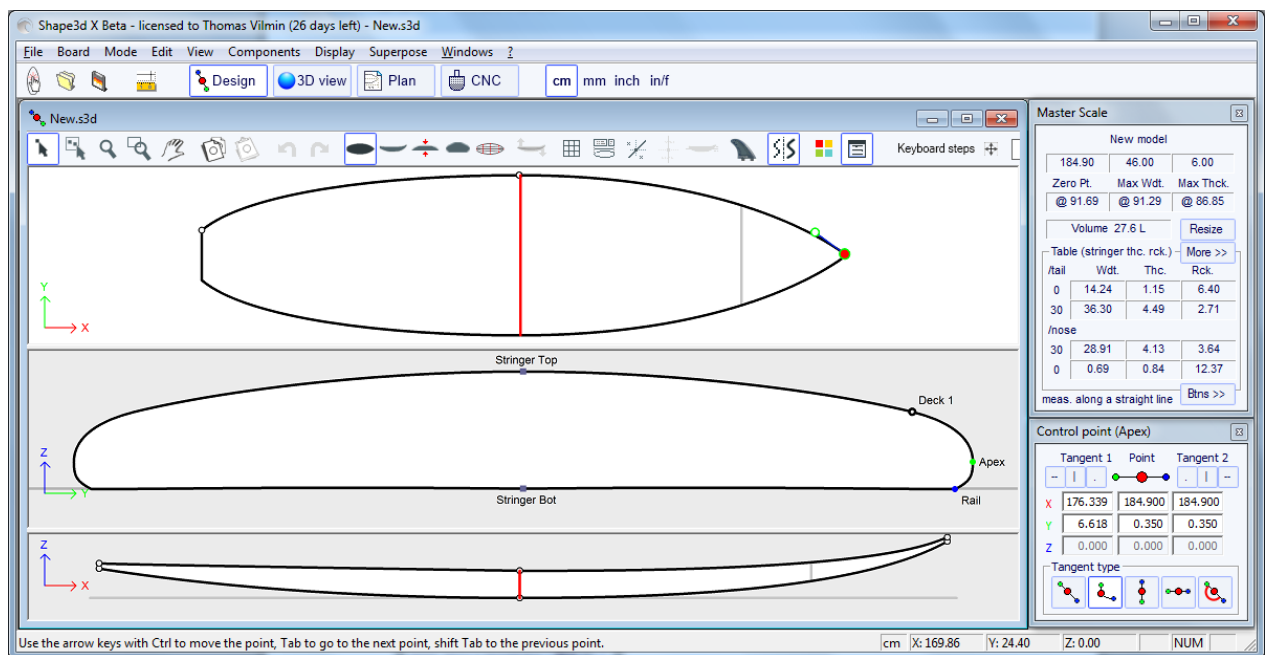 Shape3d X Beta - licensed to Thomas Vilmin (26 days left) - New.s3d
File Board Mode Edit View Components Display Superpose Windows ?
Design 3D view Plan CNC cm mm inch in/f
New.s3d
Keyboard steps
Y
X
Stringer Top
Deck 1
Apex
Z
Y
Stringer Bot
Rail
Z
X
Master Scale
New model
184.90 46.00 6.00
Zero Pt. Max Wdt. Max Thck.
@ 91.69 @ 91.29 @ 86.85
Volume 27.6 L Resize
Table (stringer thc. rck.) More >>
/tail Wdt. Thc. Rck.
0 14.24 1.15 6.40
30 36.30 4.49 2.71
/nose
30 28.91 4.13 3.64
0 0.69 0.84 12.37
meas. along a straight line Btns >>
Control point (Apex)
Tangent 1 Point Tangent 2
X 176.339 184.900 184.900
Y 6.618 0.350 0.350
Z 0.000 0.000 0.000
Tangent type
Use the arrow keys with Ctrl to move the point, Tab to go to the next point, shift Tab to the previous point.
cm X: 169.86 Y: 24.40 Z: 0.00 NUM